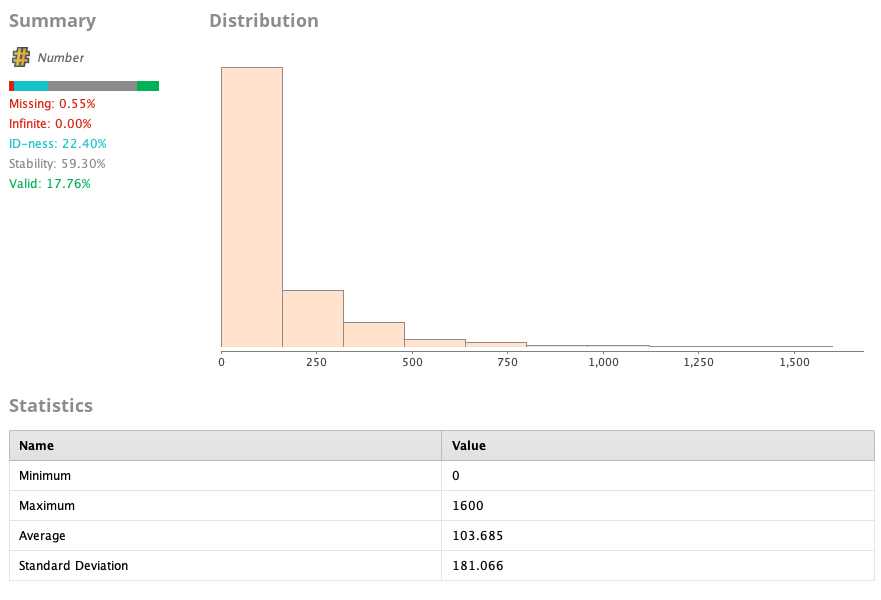 Summary
Number
Missing: 0.55%
Infinite: 0.00%
ID-ness: 22.40%
Stability: 59.30%
Valid: 17.76%
Distribution
0 250 500 750 1,000 1,250 1,500
Statistics
Name Value
Minimum 0
Maximum 1600
Average 103.685
Standard Deviation 181.066